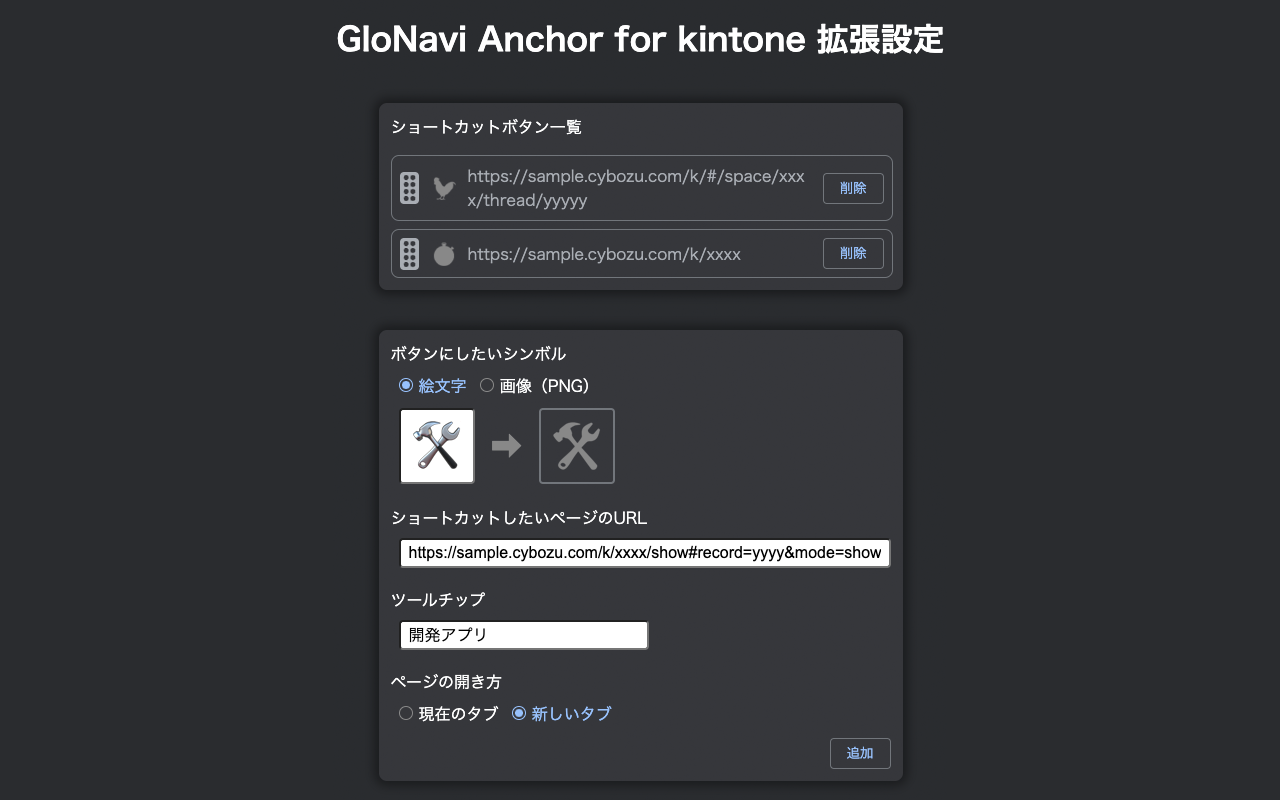 GloNavi Anchor for kintone 拡張設定
ショートカットボタン一覧
https://sample.cybozu.com/k/#/space/xxx
x/thread/yyyyy
削除
https://sample.cybozu.com/k/xxxx
削除
ボタンにしたいシンボル
絵文字 画像（PNG）
ショートカットしたいページのURL
https://sample.cybozu.com/k/xxxx/show#record=yyyy&mode=show
ツールチップ
開発アプリ
ページの開き方
現在のタブ 新しいタブ
追加